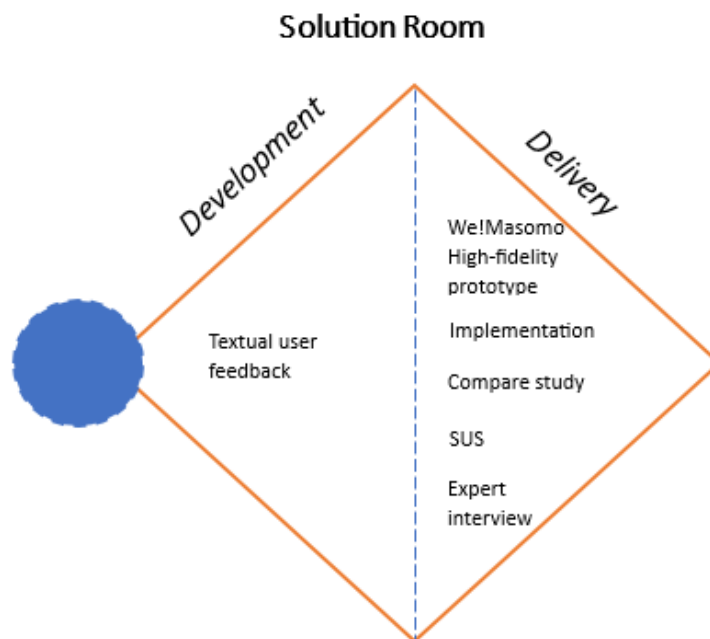 Solution Room
Development
Delivery
Textual user
feedback
We!Masomo
High-fidelity
prototype
Implementation
Compare study
SUS
Expert
interview